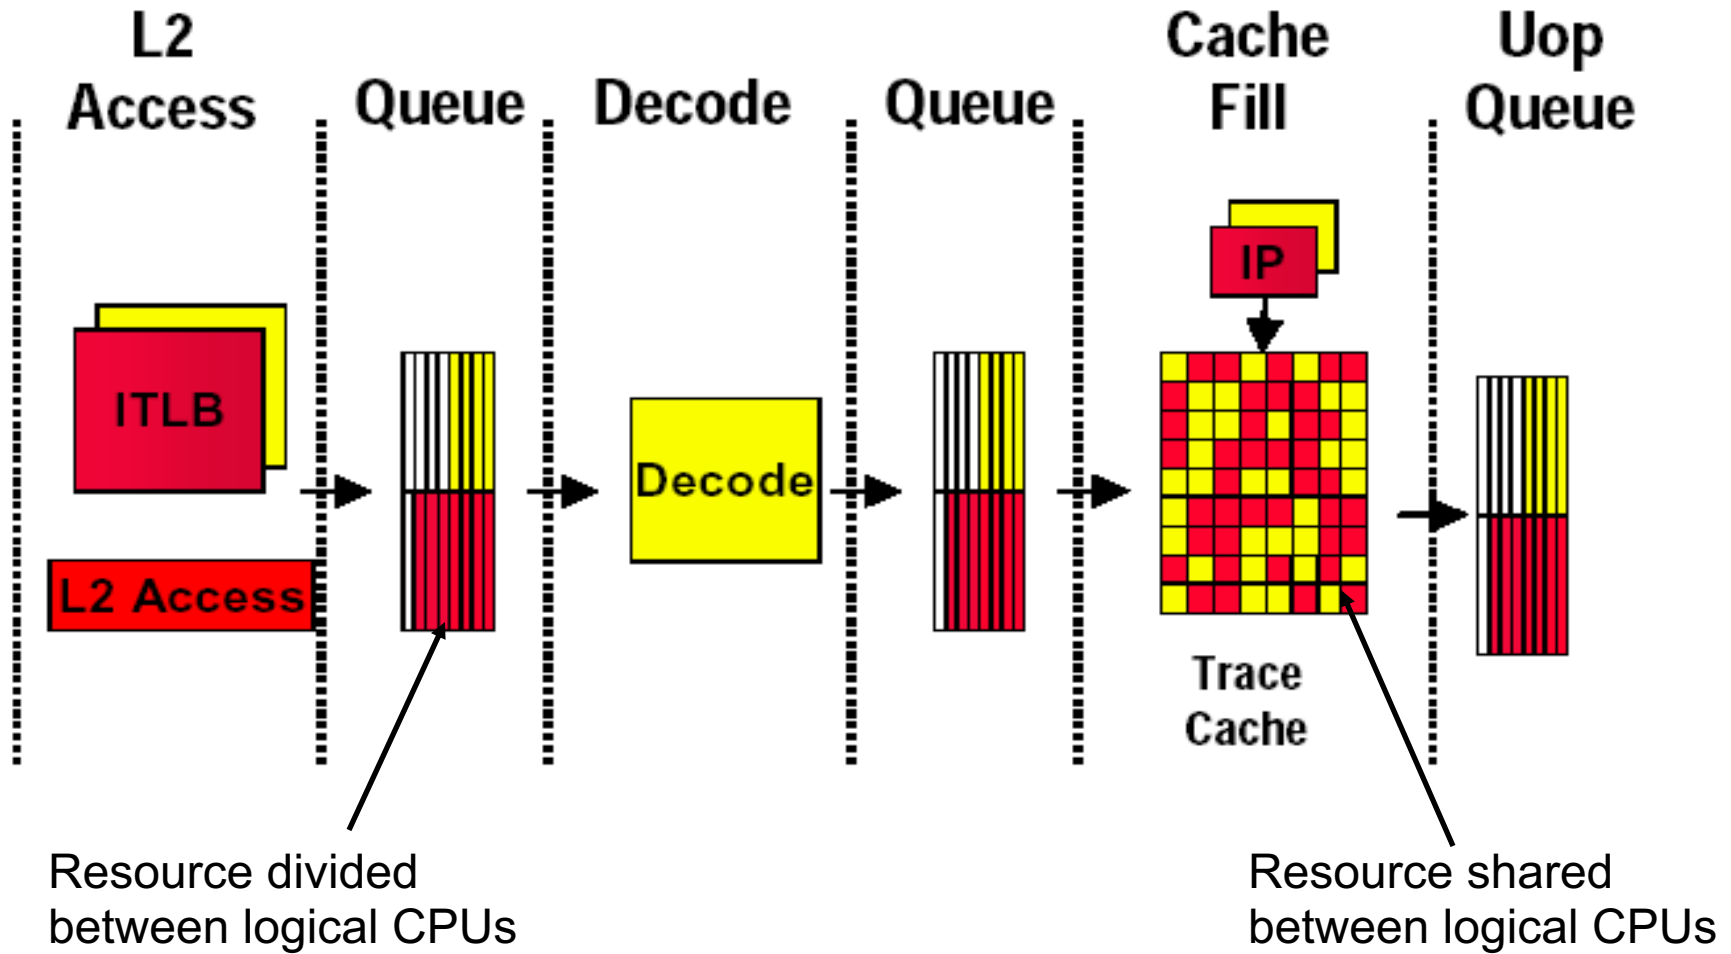 L2
Access
Queue
Decode
Queue
Cache
Fill
Uop
Queue
IP
ITLB
Decode
L2 Access
Trace
Cache
Resource divided
between logical CPUs
Resource shared
between logical CPUs